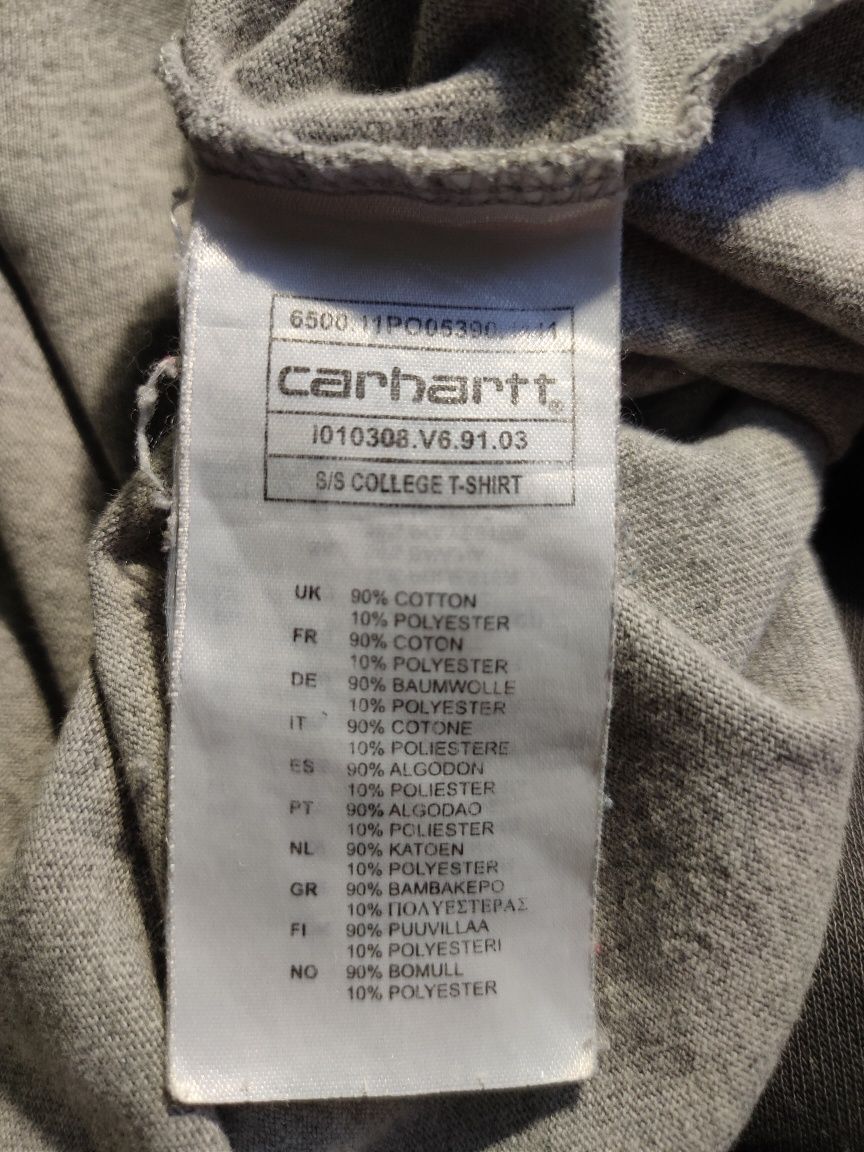 carhartt®
I010308.V6.91.03
S/S COLLEGE T-SHIRT
UK 90% COTTON
10% POLYESTER
FR 90% COTON
10% POLYESTER
DE 90% BAUMWOLLE
10% POLYESTER
IT 90% COTONE
10% POLIESTERE
ES 90% ALGODON
10% POLIESTER
PT 90% ALGODAO
10% POLIESTER
NL 90% KATOEN
10% POLYESTER
GR 90% ΒΑΜΒΑΚΕΡΟ
10% ΠΟΛΥΕΣΤΕΡΑΣ
FI 90% PUUVILLAA
10% POLYESTERI
NO 90% BOMULL
10% POLYESTER